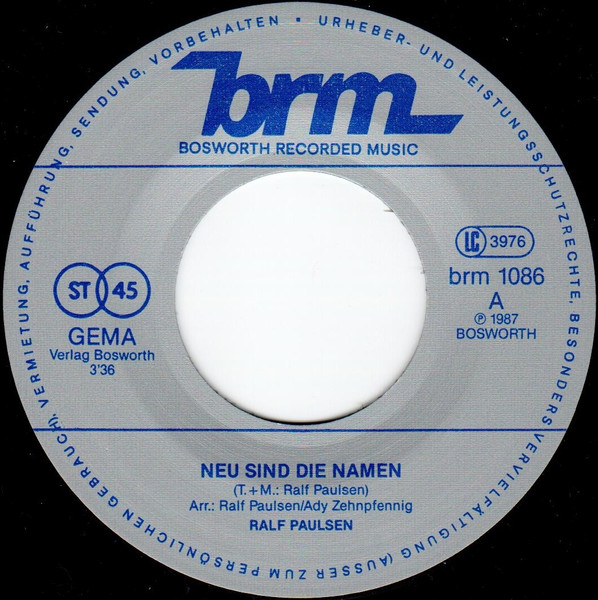 URHEBER- UND LEISTUNGSSCHUTZRECHTE, BESONDERS VERVIELFÄLTIGUNG (AUSSER ZUM PERSÖNLICHEN GEBRAUCH), VERMIETUNG, AUFFÜHRUNG, SENDUNG, VORBEHALTEN •
brm
BOSWORTH RECORDED MUSIC
ST 45
GEMA
Verlag Bosworth
3'36
LC 3976
brm 1086
A
℗ 1987
BOSWORTH
NEU SIND DIE NAMEN
(T.+M.: Ralf Paulsen)
Arr.: Ralf Paulsen/Ady Zehnpfennig
RALF PAULSEN